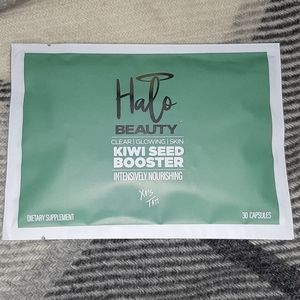 Halo
BEAUTY
CLEAR | GLOWING | SKIN
KIWI SEED
BOOSTER
INTENSIVELY NOURISHING
DIETARY SUPPLEMENT
30 CAPSULES